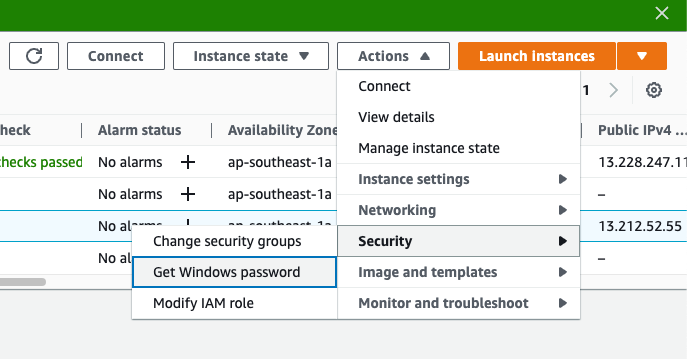 Connect
Instance state
Actions
Launch instances
1
Connect
View details
Manage instance state
Instance settings
Networking
Security
Image and templates
Monitor and troubleshoot
Change security groups
Get Windows password
Modify IAM role
heck Alarm status Availability Zone Public IPv4 ...
checks passed No alarms + ap-southeast-1a 13.228.247.11
No alarms + ap-southeast-1a –
No alarms ap-southeast-1a 13.212.52.55
No al –